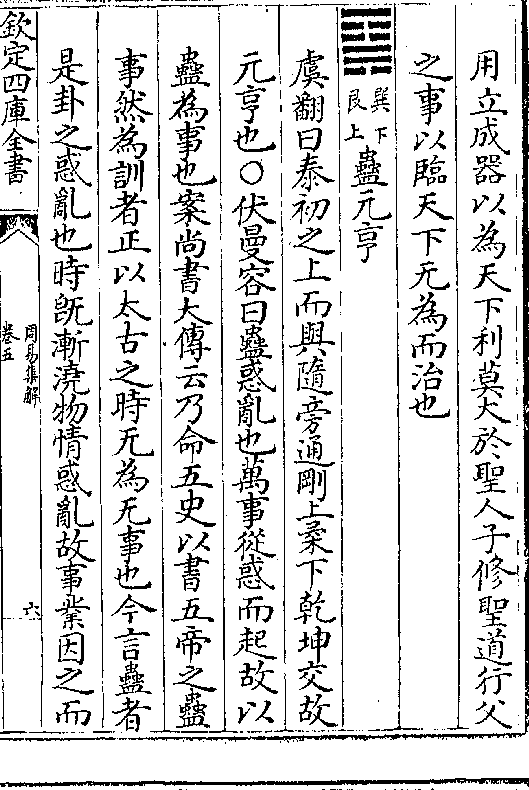 用立成器以為天下利莫大於聖人子修聖道行父
之事以臨天下无為而治也
巽下
艮上
蠱元亨
虞翻曰泰初之上而與隨旁通剛上柔下乾坤交故
元亨也○伏曼容曰蠱惑亂也萬事從惑而起故以
蠱為事也案尚書大傳云乃命五史以書五帝之蠱
事然為訓者正以太古之時无為无事也今言蠱者
是卦之惑亂也時旣漸澆物情惑亂故事業因之而
欽定四庫全書
周易集解
卷五
六